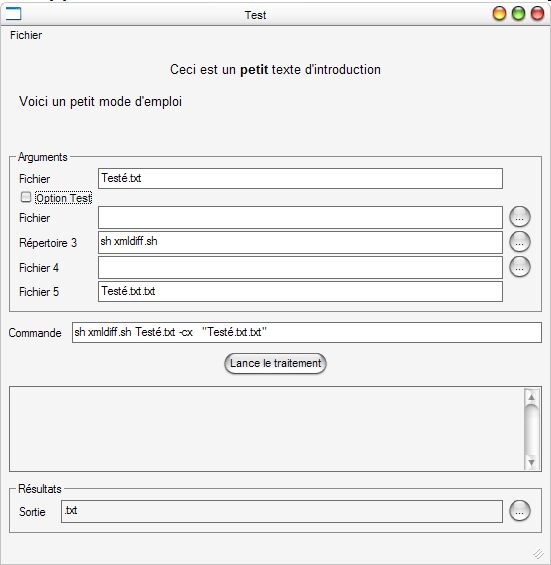 Test
Fichier
Ceci est un petit texte d'introduction
Voici un petit mode d'emploi
Arguments
Fichier Testé.txt
Option Test
Fichier ...
Répertoire 3 sh xmldiff.sh ...
Fichier 4 ...
Fichier 5 Testé.txt.txt
Commande sh xmldiff.sh Testé.txt -cx "Testé.txt.txt"
Lance le traitement
Résultats
Sortie .txt ...